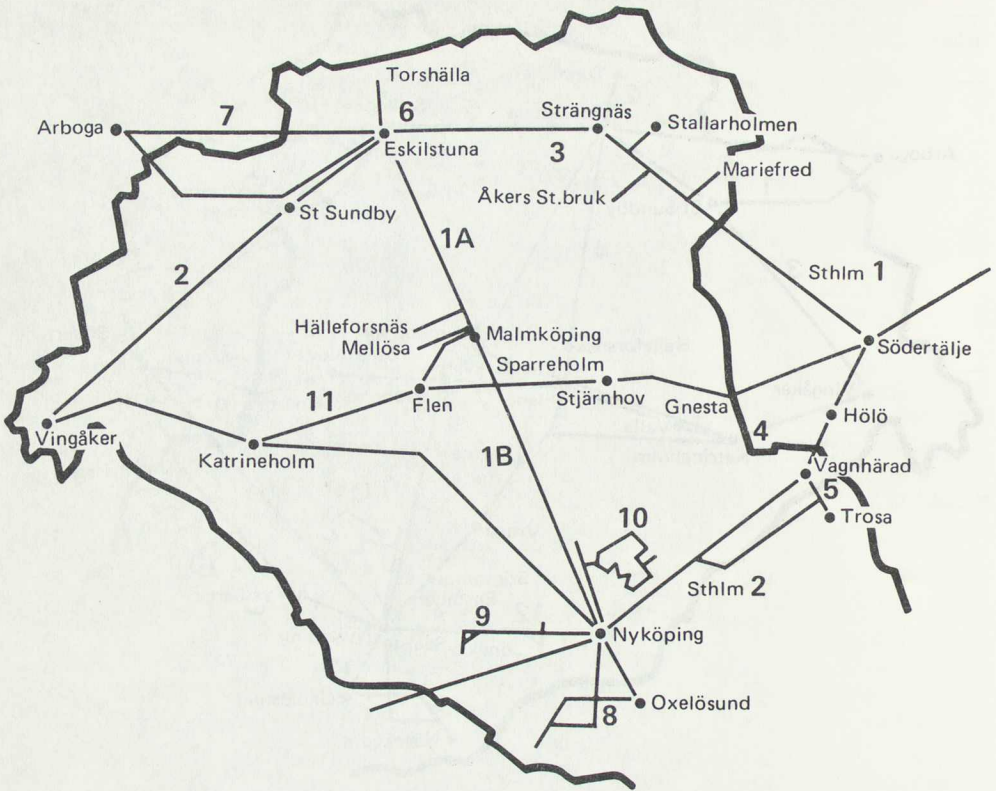 Torshälla
7
6
Arboga
Eskilstuna
Strängnäs
3
Stallarholmen
Mariefred
Åkers St.bruk
St Sundby
1A
2
Sthlm 1
Hälleforsnäs
Mellösa
Malmköping
Södertälje
Sparreholm
Stjärnhov
Flen
Gnesta
11
Hölö
4
Vingåker
Katrineholm
1B
Vagnhärad
5
Trosa
10
Sthlm 2
9
Nyköping
8
Oxelösund